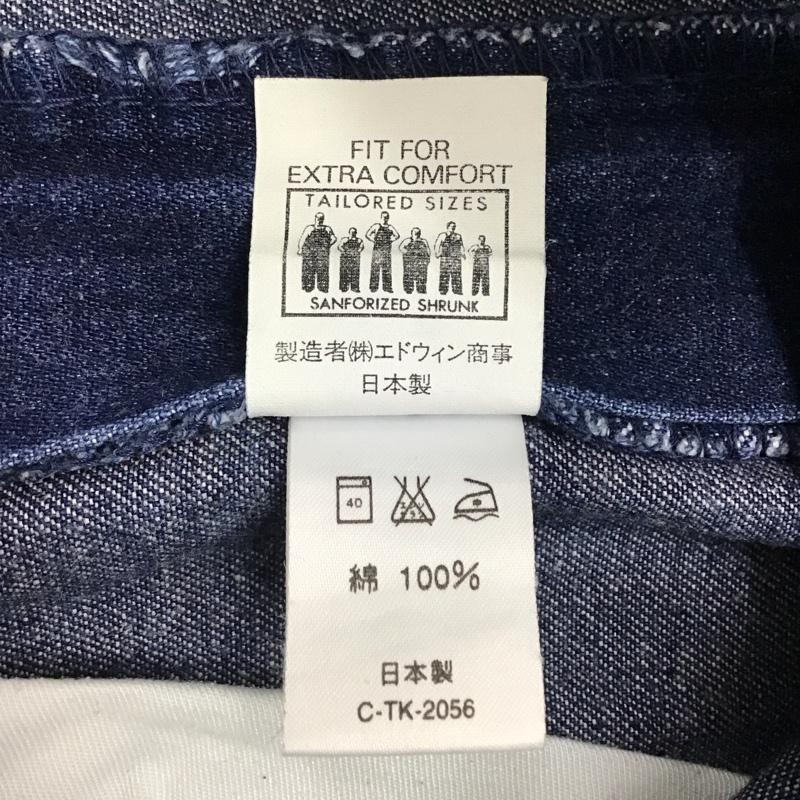 FIT FOR
EXTRA COMFORT
TAILORED SIZES
SANFORIZED SHRUNK
製造者㈱エドウィン商事
日本製
40
綿 100%
日本製
C-TK-2056